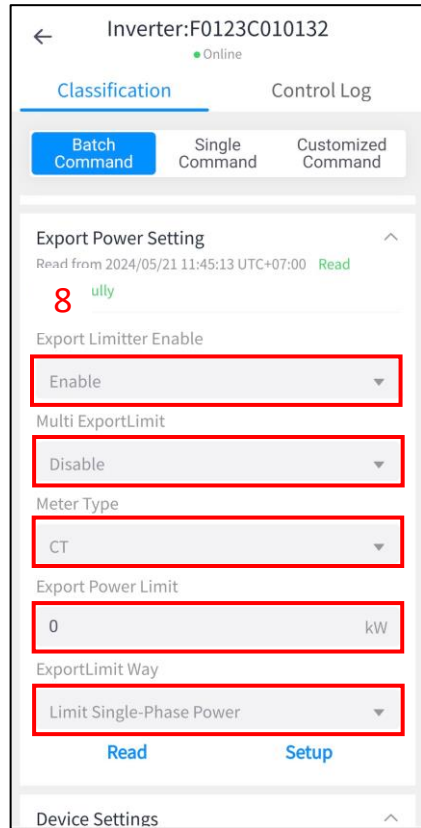 Inverter:F0123C010132
Online
Classification Control Log
Batch Command Single Command Customized Command
Export Power Setting
Read from 2024/05/21 11:45:13 UTC+07:00 Read
8 ully
Export Limitter Enable
Enable
Multi ExportLimit
Disable
Meter Type
CT
Export Power Limit
0 kW
ExportLimit Way
Limit Single-Phase Power
Read Setup
Device Settings